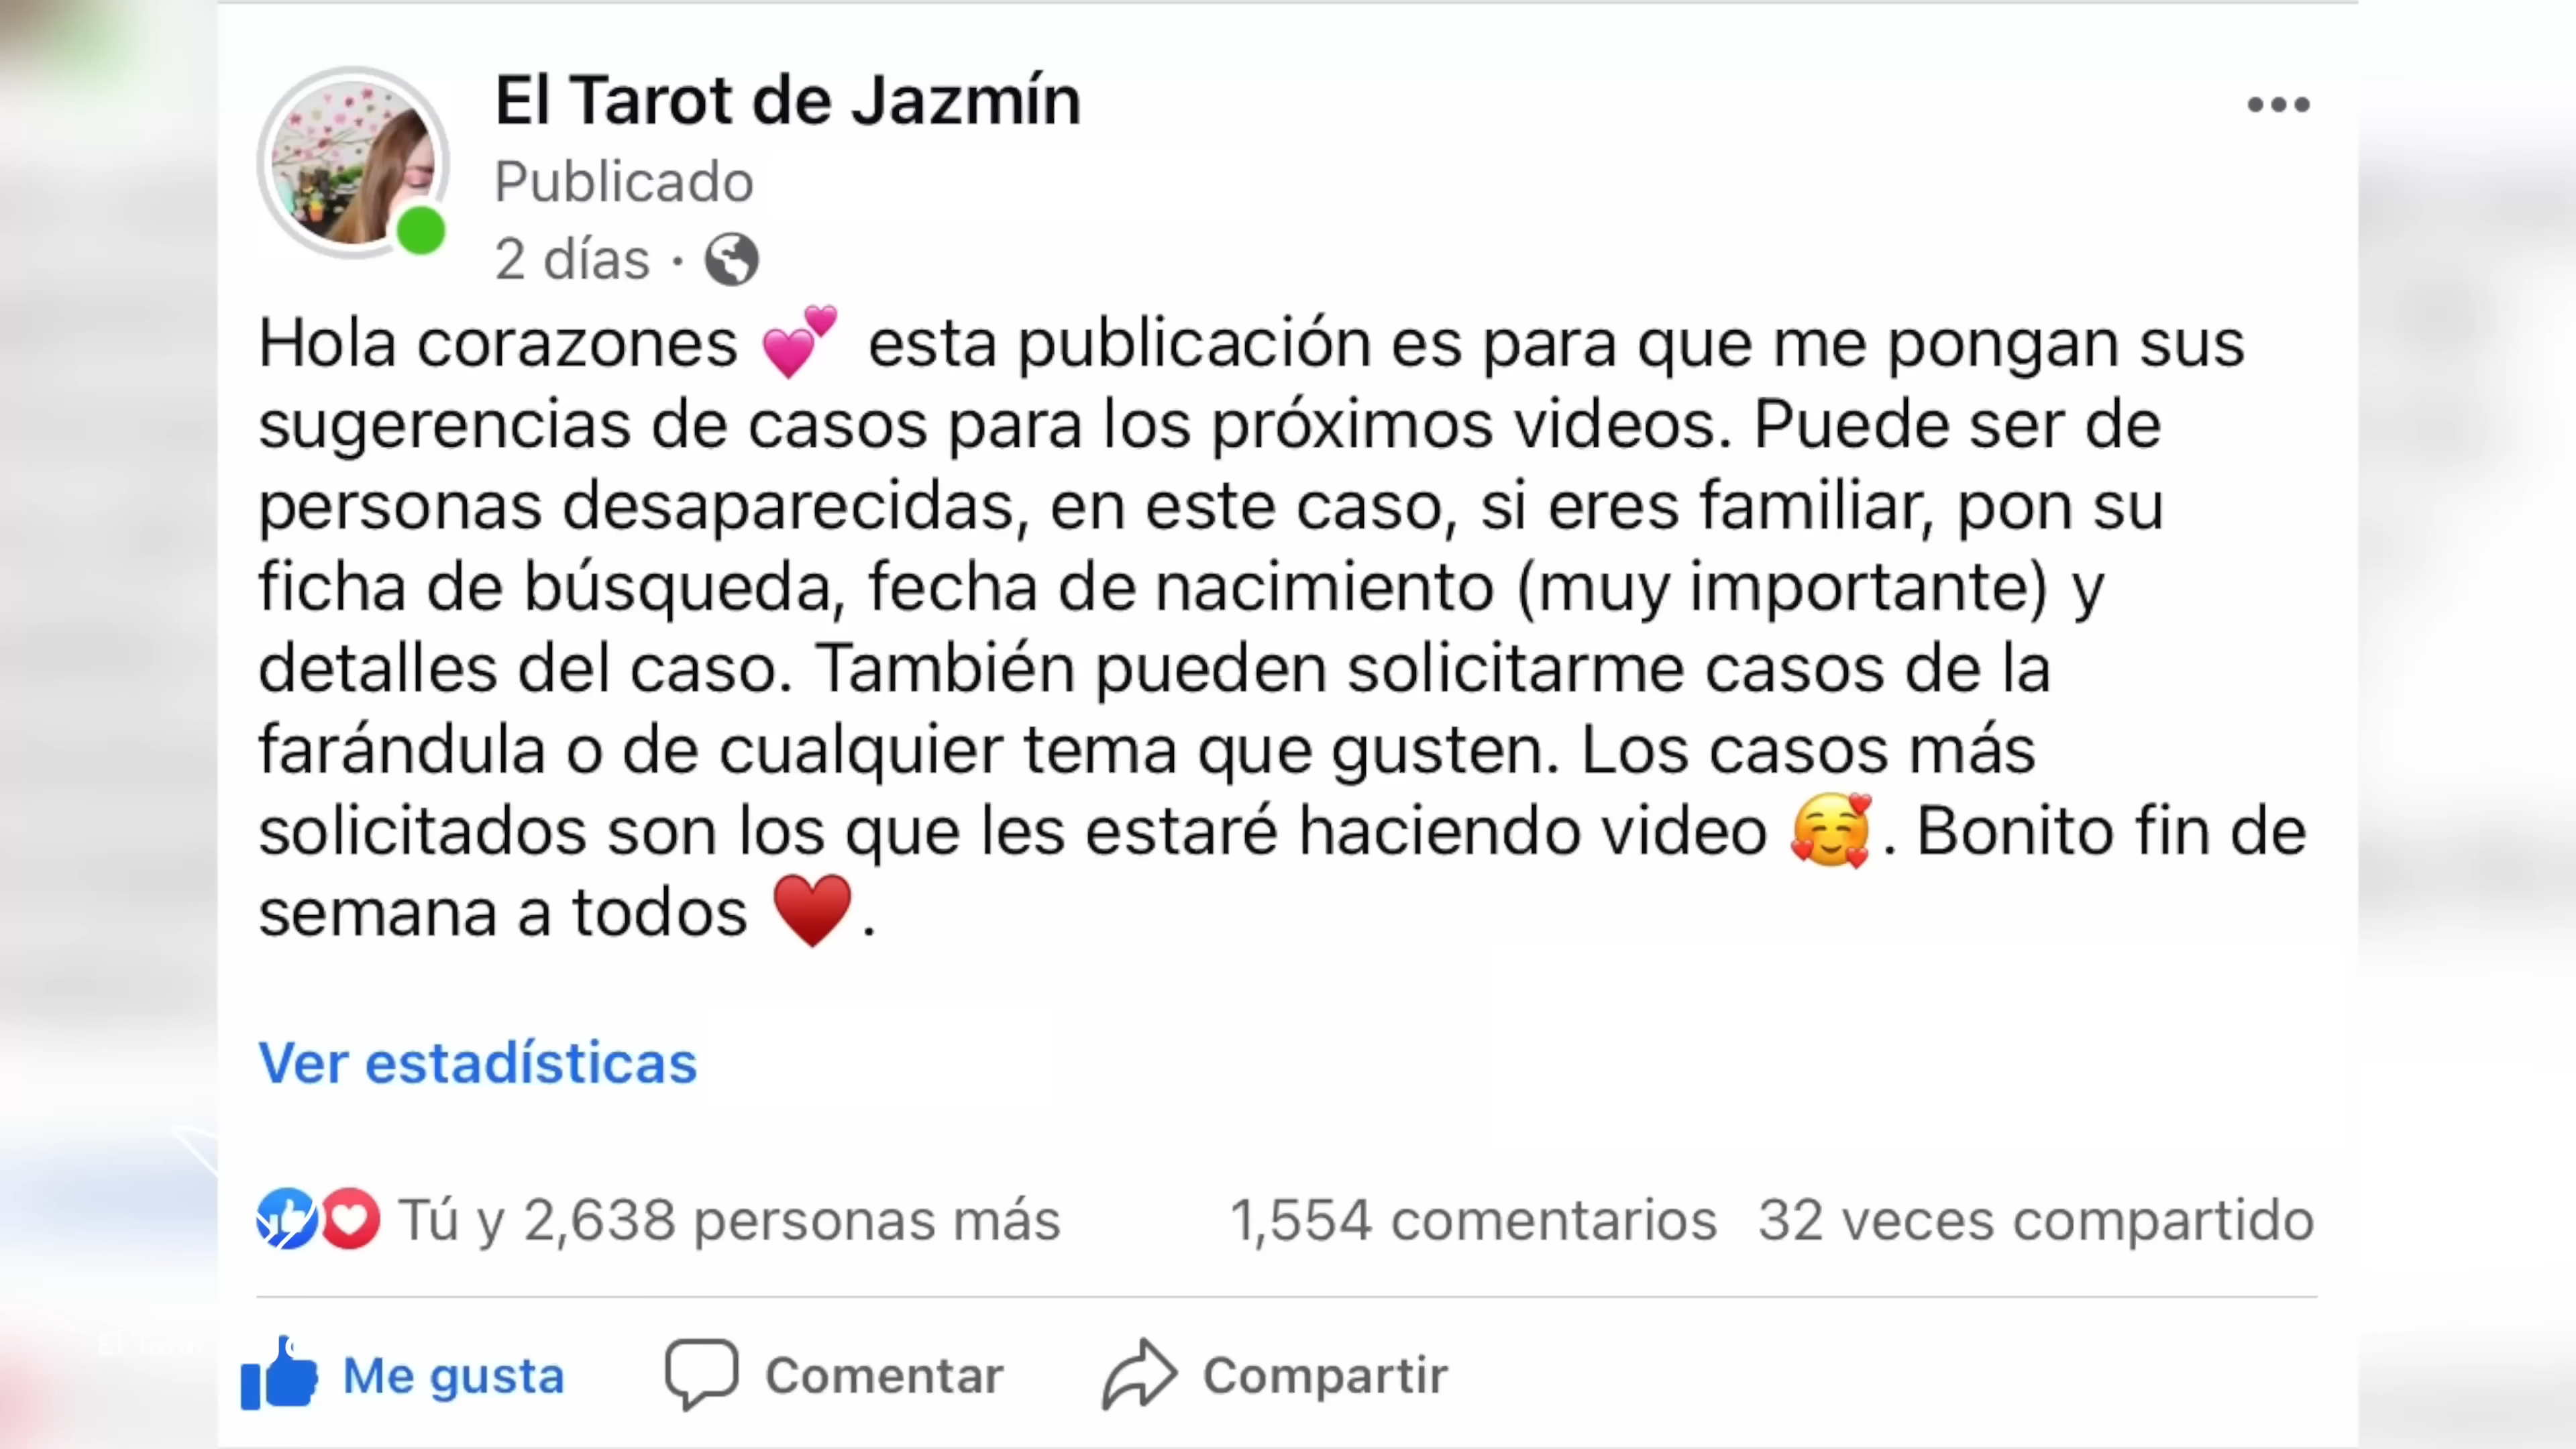 El Tarot de Jazmín
Publicado
2 días ·
Hola corazones 💕 esta publicación es para que me pongan sus
sugerencias de casos para los próximos videos. Puede ser de
personas desaparecidas, en este caso, si eres familiar, pon su
ficha de búsqueda, fecha de nacimiento (muy importante) y
detalles del caso. También pueden solicitarme casos de la
farándula o de cualquier tema que gusten. Los casos más
solicitados son los que les estaré haciendo video 🥰. Bonito fin de
semana a todos ♥️.
Ver estadísticas
Tú y 2,638 personas más 1,554 comentarios 32 veces compartido
Me gusta Comentar Compartir